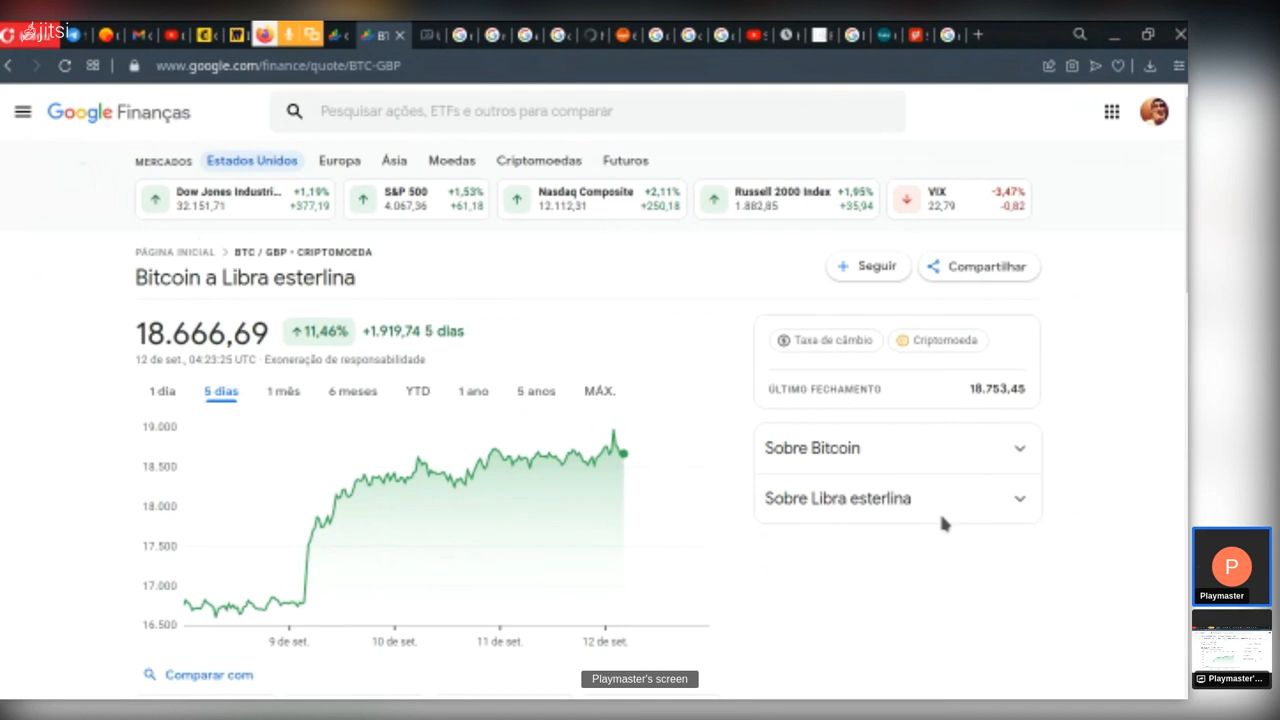 jitsi
www.google.com/finance/quote/BTC-GBP
Google Finanças
Pesquisar ações, ETFs e outros para comparar
MERCADOS Estados Unidos Europa Ásia Moedas Criptomoedas Futuros
Dow Jones Industri... +1,19% S&P 500 +1,53% Nasdaq Composite +2,11% Russell 2000 Index +1,95% VIX -3,47%
32.151,71 +377,19 4.067,36 +61,18 12.112,31 +250,18 1.882,85 +35,94 22,79 -0,82
PÁGINA INICIAL > BTC / GBP • CRIPTOMOEDA
Bitcoin a Libra esterlina
+ Seguir
Compartilhar
18.666,69 ↑11,46% +1.919,74 5 dias
12 de set., 04:23:25 UTC · Exoneração de responsabilidade
1 dia 5 dias 1 mês 6 meses YTD 1 ano 5 anos MÁX.
19.000
18.500
18.000
17.500
17.000
16.500
9 de set. 10 de set. 11 de set. 12 de set.
Comparar com
Taxa de câmbio Criptomoeda
ÚLTIMO FECHAMENTO 18.753,45
Sobre Bitcoin
Sobre Libra esterlina
P
Playmaster
Playmaster'...
Playmaster's screen